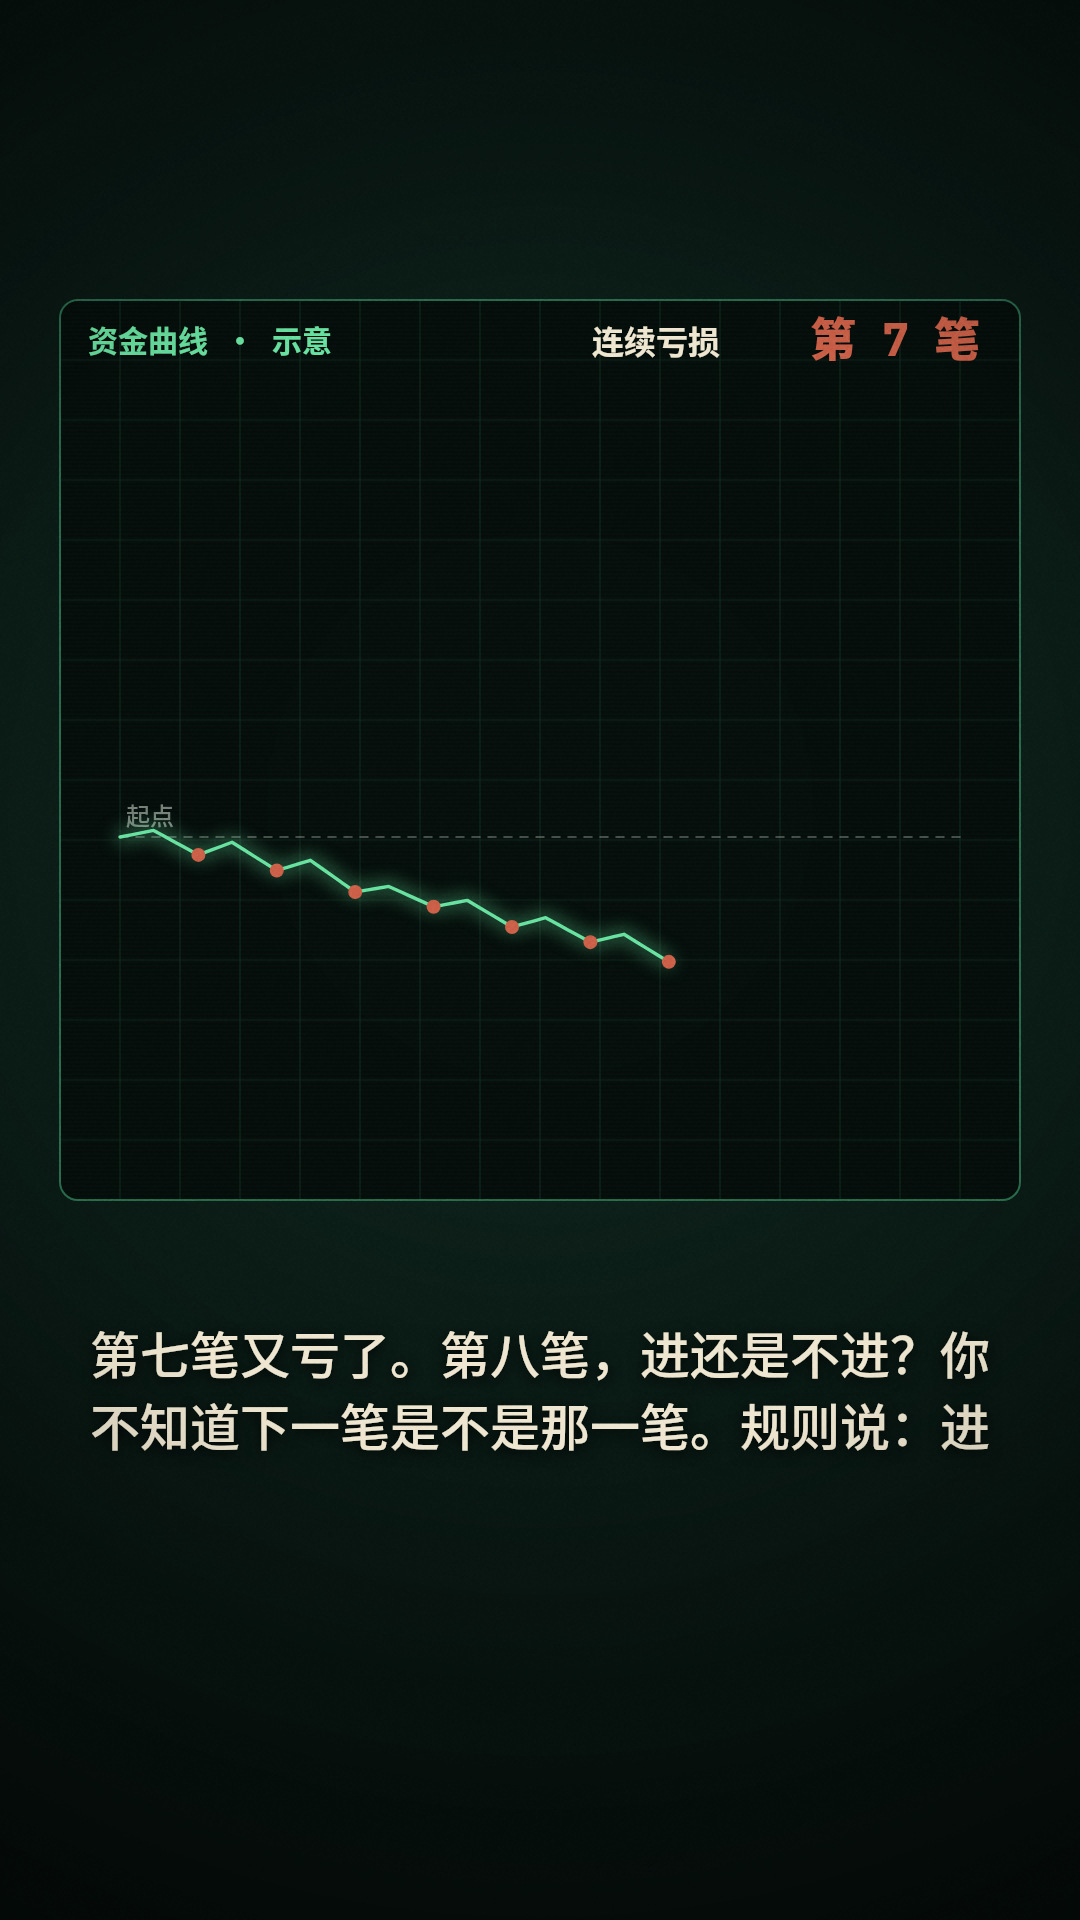 资金曲线 · 示意
连续亏损
第 7 笔
起点
第七笔又亏了。第八笔，进还是不进？你
不知道下一笔是不是那一笔。规则说：进